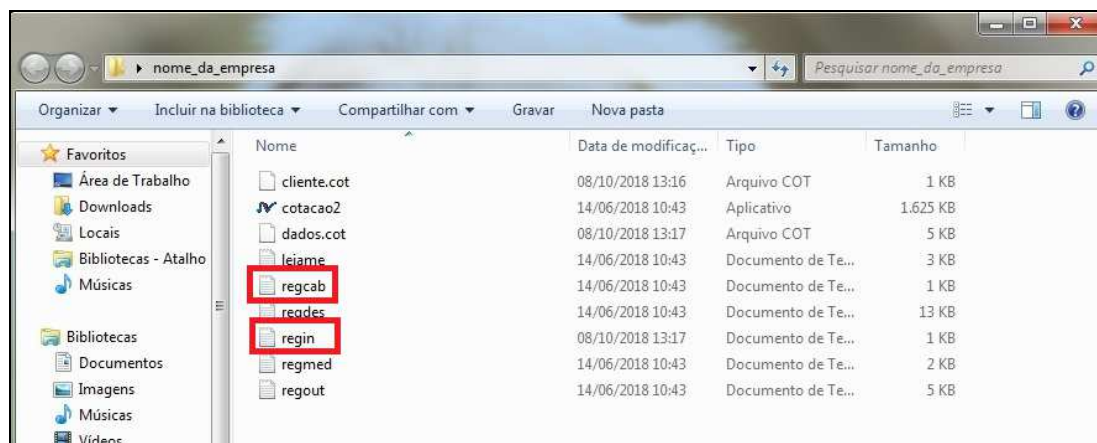 nome_da_empresa
Pesquisar nome_da_empresa
Organizar Incluir na biblioteca Compartilhar com Gravar Nova pasta
Favoritos
Área de Trabalho
Downloads
Locais
Bibliotecas - Atalho
Músicas
Bibliotecas
Documentos
Imagens
Músicas
Vídeos
Nome Data de modificaç... Tipo Tamanho
cliente.cot 08/10/2018 13:16 Arquivo COT 1 KB
cotacao2 14/06/2018 10:43 Aplicativo 1.625 KB
dados.cot 08/10/2018 13:17 Arquivo COT 5 KB
leiame 14/06/2018 10:43 Documento de Te... 3 KB
regcab 14/06/2018 10:43 Documento de Te... 1 KB
regdes 14/06/2018 10:43 Documento de Te... 13 KB
regin 08/10/2018 13:17 Documento de Te... 1 KB
regmed 14/06/2018 10:43 Documento de Te... 2 KB
regout 14/06/2018 10:43 Documento de Te... 5 KB